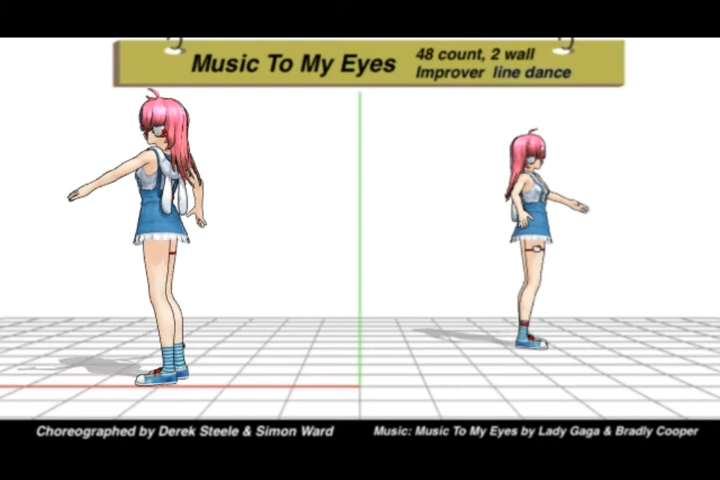 Music To My Eyes
48 count, 2 wall
Improver line dance
Choreographed by Derek Steele & Simon Ward
Music: Music To My Eyes by Lady Gaga & Bradly Cooper